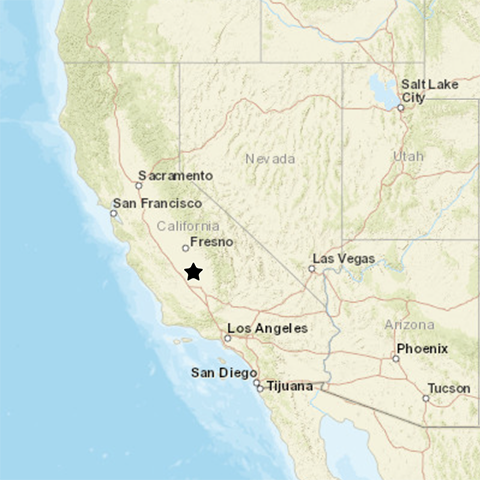 Salt Lake
City
Nevada
Utah
Sacramento
San Francisco
California
Fresno
Las Vegas
Los Angeles
Arizona
Phoenix
San Diego
Tijuana
Tucson